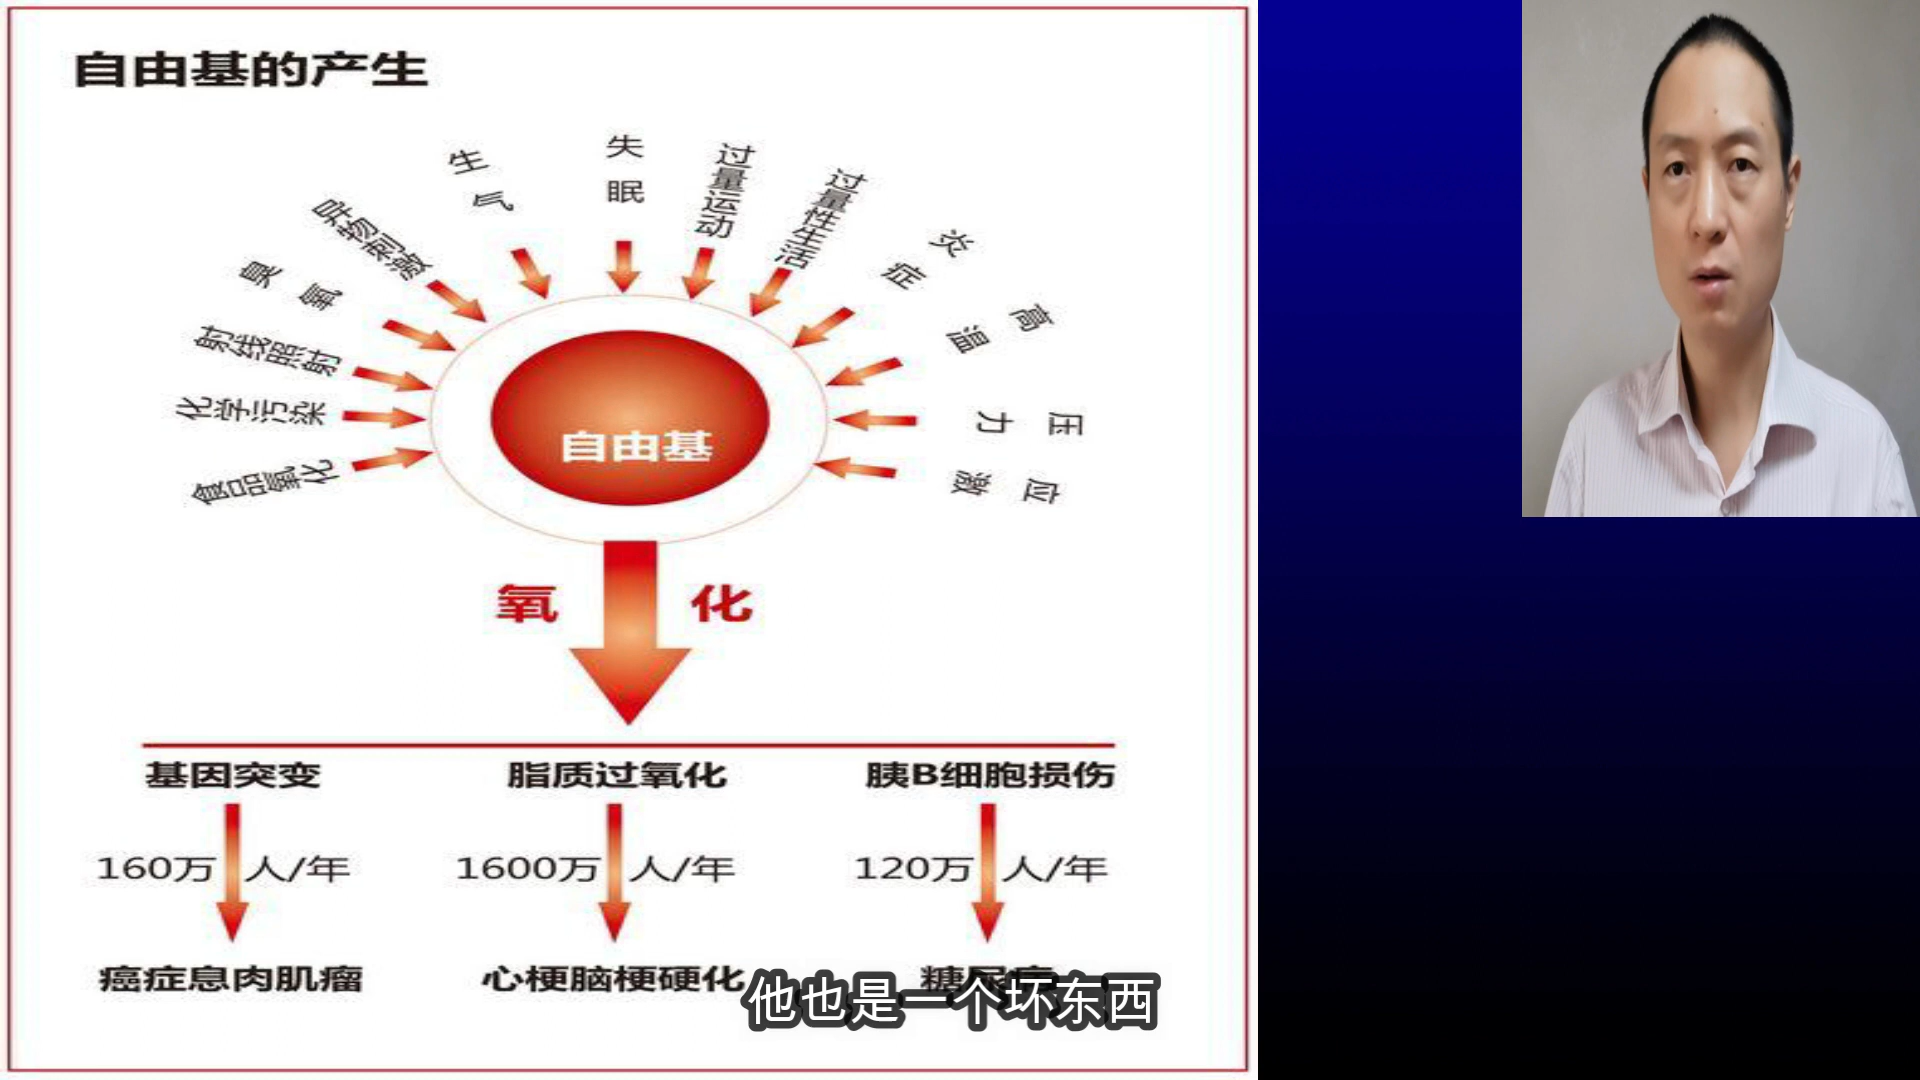 自由基的产生
食品氧化
化学污染
射线照射
臭氧
异物刺激
生气
失眠
过量运动
过量性生活
炎症
高温
压力
应激
自由基
氧 化
基因突变 脂质过氧化 胰B细胞损伤
160万 人/年 1600万 人/年 120万 人/年
癌症息肉肌瘤 心梗脑梗硬化 糖尿病
他也是一个坏东西